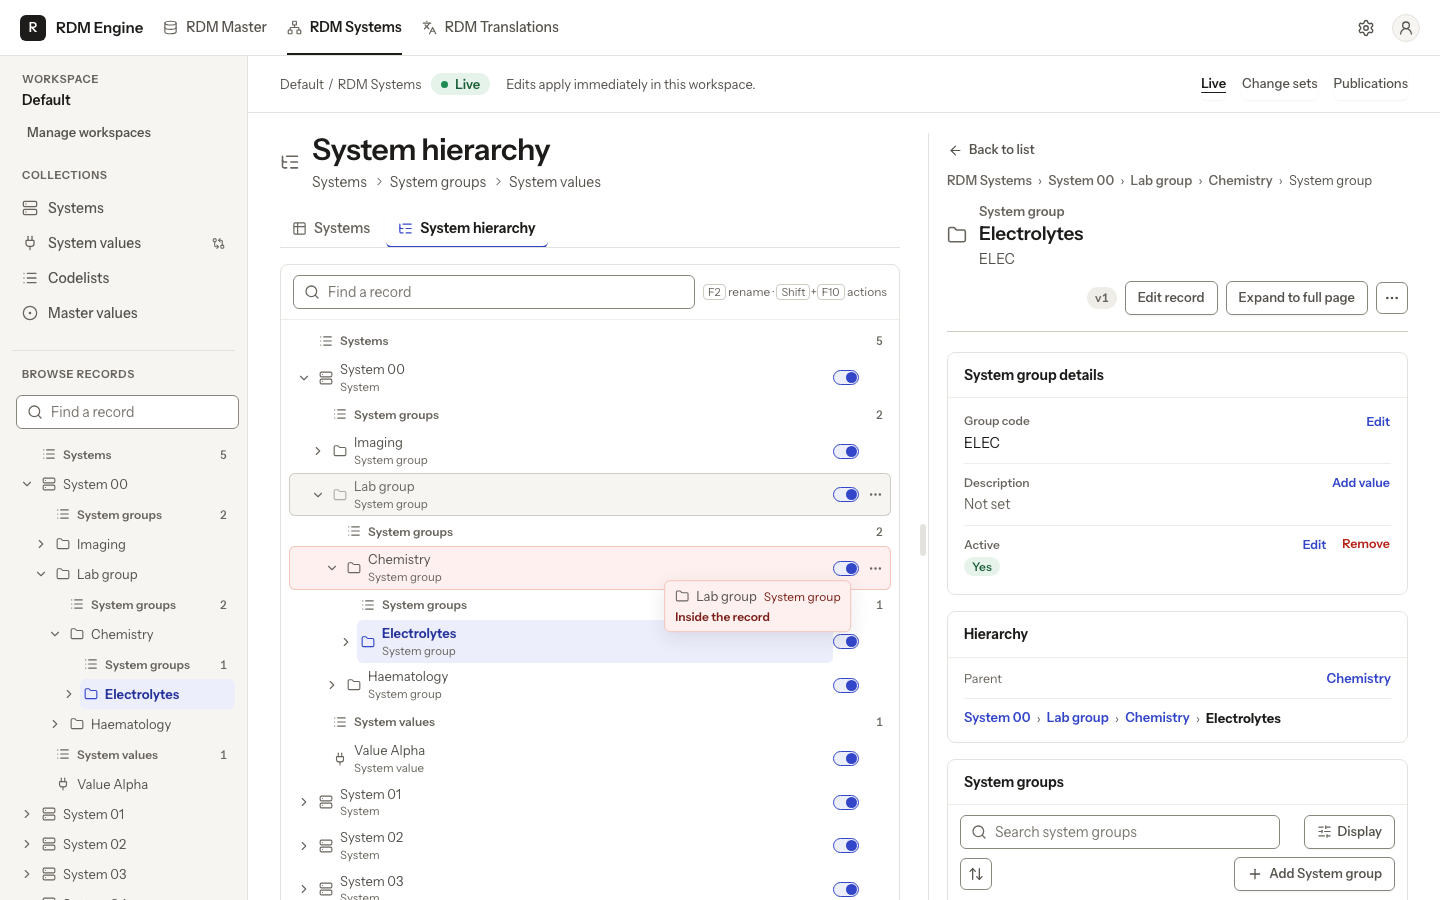 R RDM Engine RDM Master RDM Systems RDM Translations
WORKSPACE
Default
Manage workspaces
COLLECTIONS
Systems
System values
Codelists
Master values
BROWSE RECORDS
Find a record
Systems 5
System 00
System groups 2
Imaging
Lab group
System groups 2
Chemistry
System groups 1
Electrolytes
Haematology
System values 1
Value Alpha
System 01
System 02
System 03
Default / RDM Systems Live Edits apply immediately in this workspace.
Live Change sets Publications
System hierarchy
Systems › System groups › System values
Systems System hierarchy
Find a record F2 rename · Shift + F10 actions
Systems 5
System 00
System
System groups 2
Imaging
System group
Lab group
System group
System groups 2
Chemistry
System group
Lab group System group
Inside the record
System groups 1
Electrolytes
System group
Haematology
System group
System values 1
Value Alpha
System value
System 01
System
System 02
System
System 03
System
Back to list
RDM Systems › System 00 › Lab group › Chemistry › System group
System group
Electrolytes
ELEC
v1 Edit record Expand to full page
System group details
Group code Edit
ELEC
Description Add value
Not set
Active Edit Remove
Yes
Hierarchy
Parent Chemistry
System 00 › Lab group › Chemistry › Electrolytes
System groups
Search system groups Display
Add System group